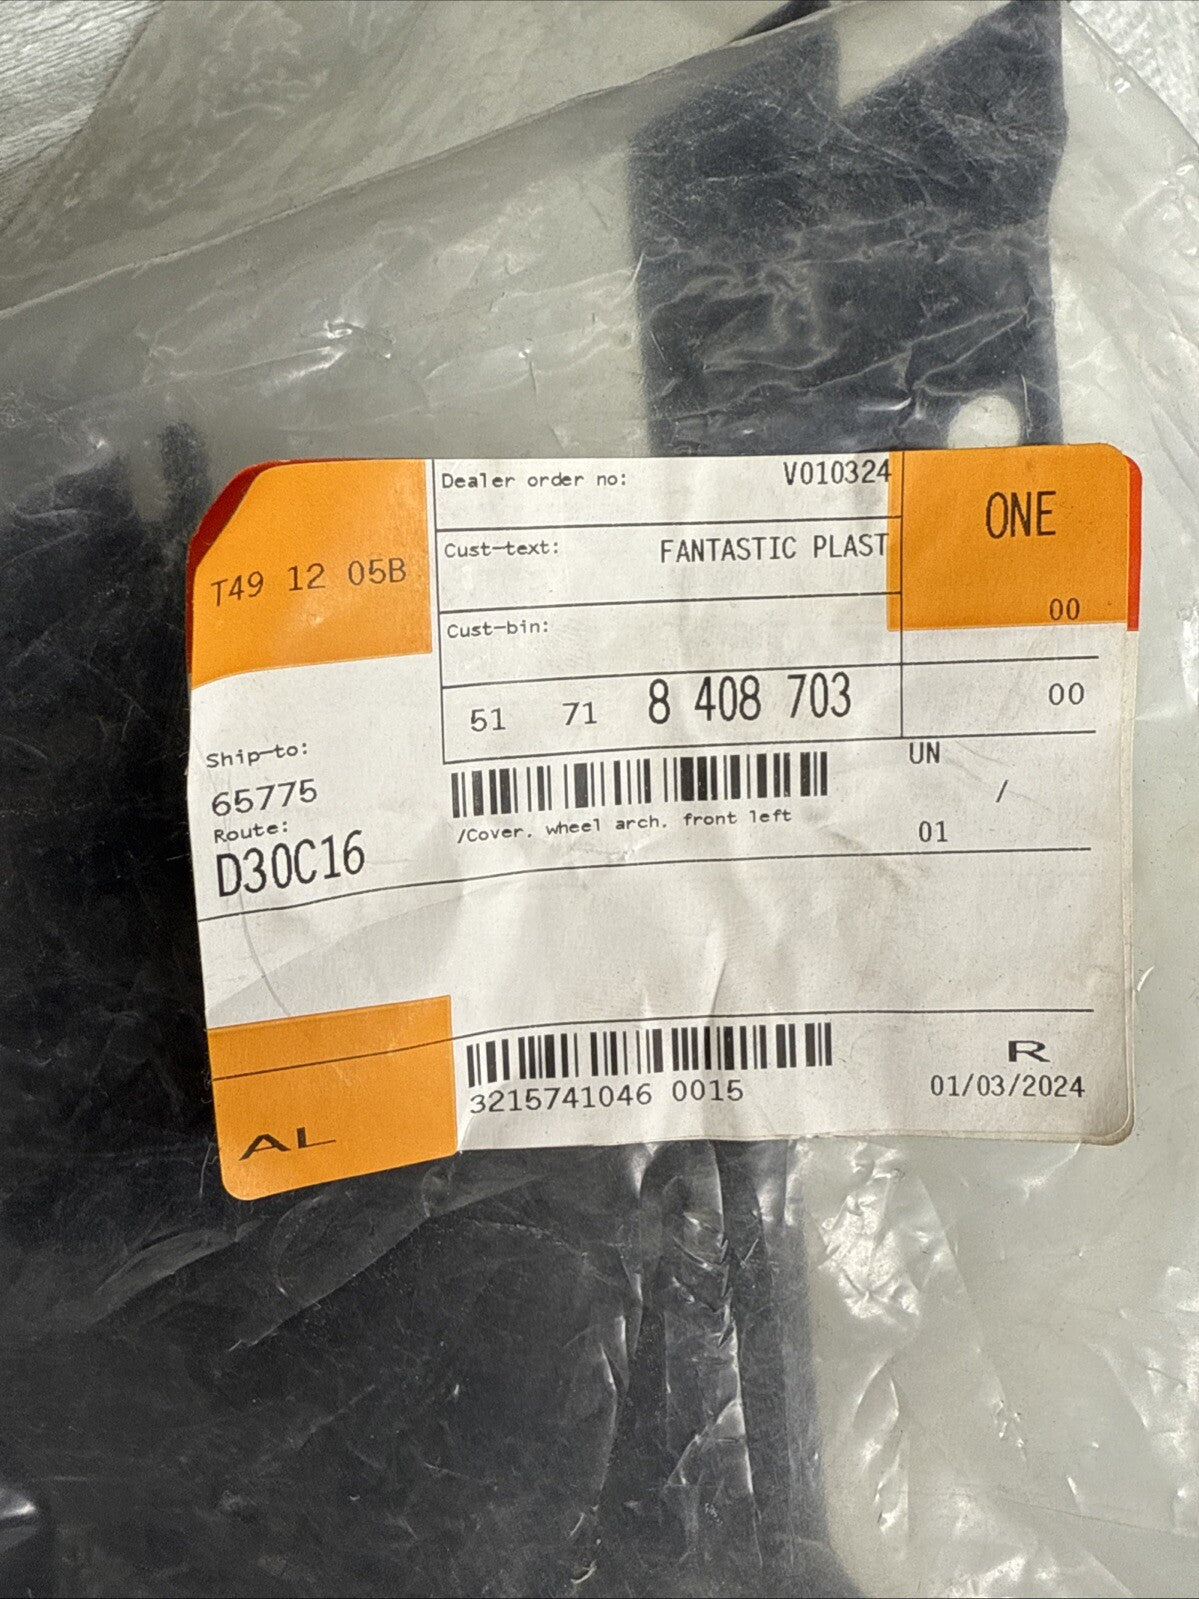 Dealer order no: V010324
ONE
Cust-text: FANTASTIC PLAST
T49 12 05B
00
Cust-bin:
51 71 8 408 703
00
Ship-to:
65775
UN
/
Route:
/Cover, wheel arch, front left
01
D30C16
R
3215741046 0015
01/03/2024
AL